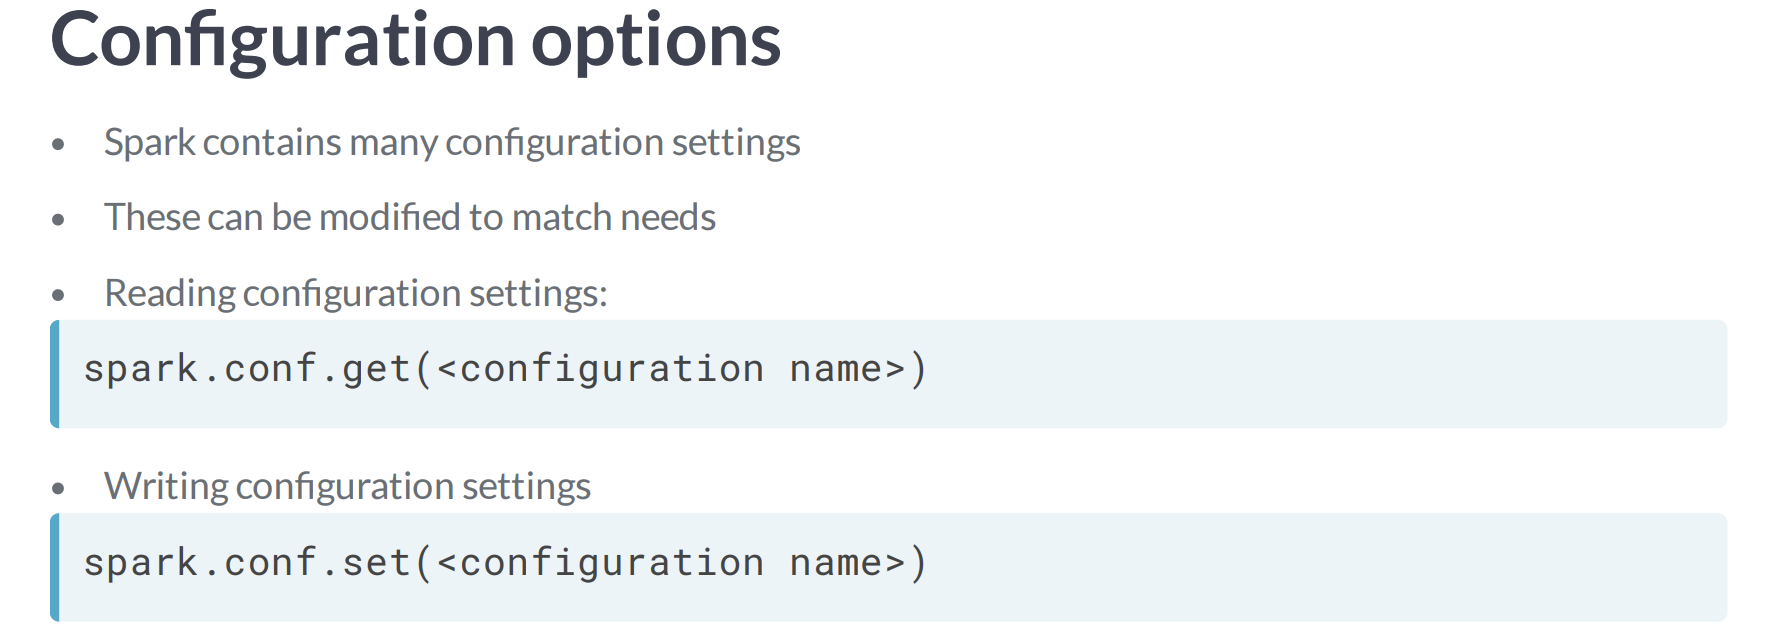 Configuration options
• Spark contains many configuration settings
• These can be modified to match needs
• Reading configuration settings:
spark.conf.get(<configuration name>)
• Writing configuration settings
spark.conf.set(<configuration name>)